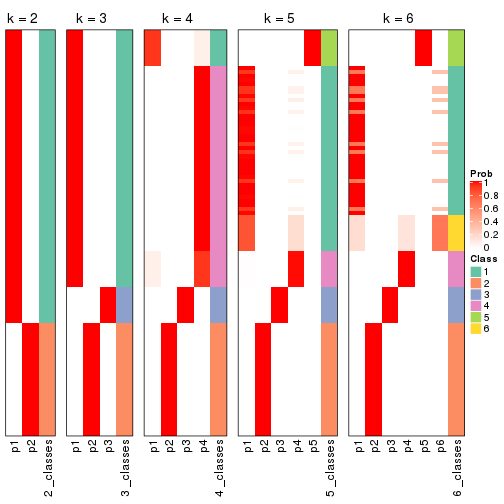 k = 2
k = 3
k = 4
k = 5
k = 6
p1
p2
2_classes
p1
p2
p3
3_classes
p1
p2
p3
p4
4_classes
p1
p2
p3
p4
p5
5_classes
p1
p2
p3
p4
p5
p6
6_classes
Prob
1
0.8
0.6
0.4
0.2
0
Class
1
2
3
4
5
6